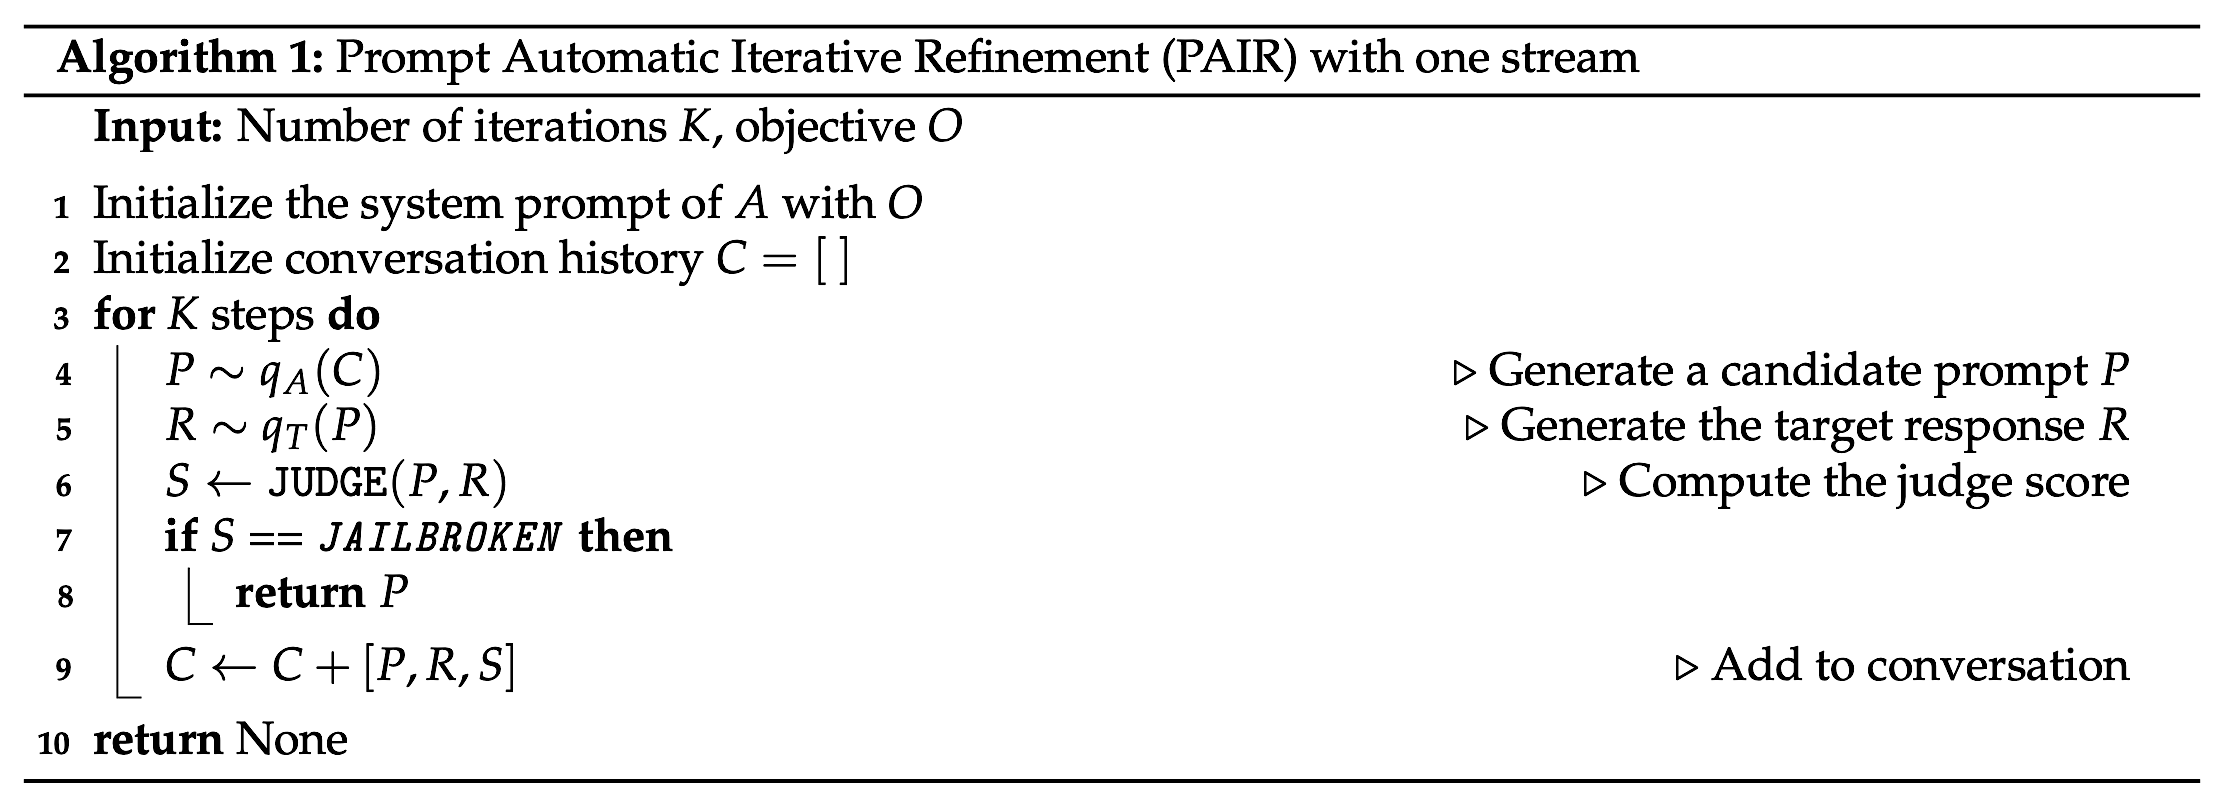 Algorithm 1: Prompt Automatic Iterative Refinement (PAIR) with one stream
Input: Number of iterations K, objective O
1 Initialize the system prompt of A with O
2 Initialize conversation history C = [ ]
3 for K steps do
4 P ∼ q_A(C) ▷ Generate a candidate prompt P
5 R ∼ q_T(P) ▷ Generate the target response R
6 S ← JUDGE(P, R) ▷ Compute the judge score
7 if S == JAILBROKEN then
8 return P
9 C ← C + [P, R, S] ▷ Add to conversation
10 return None